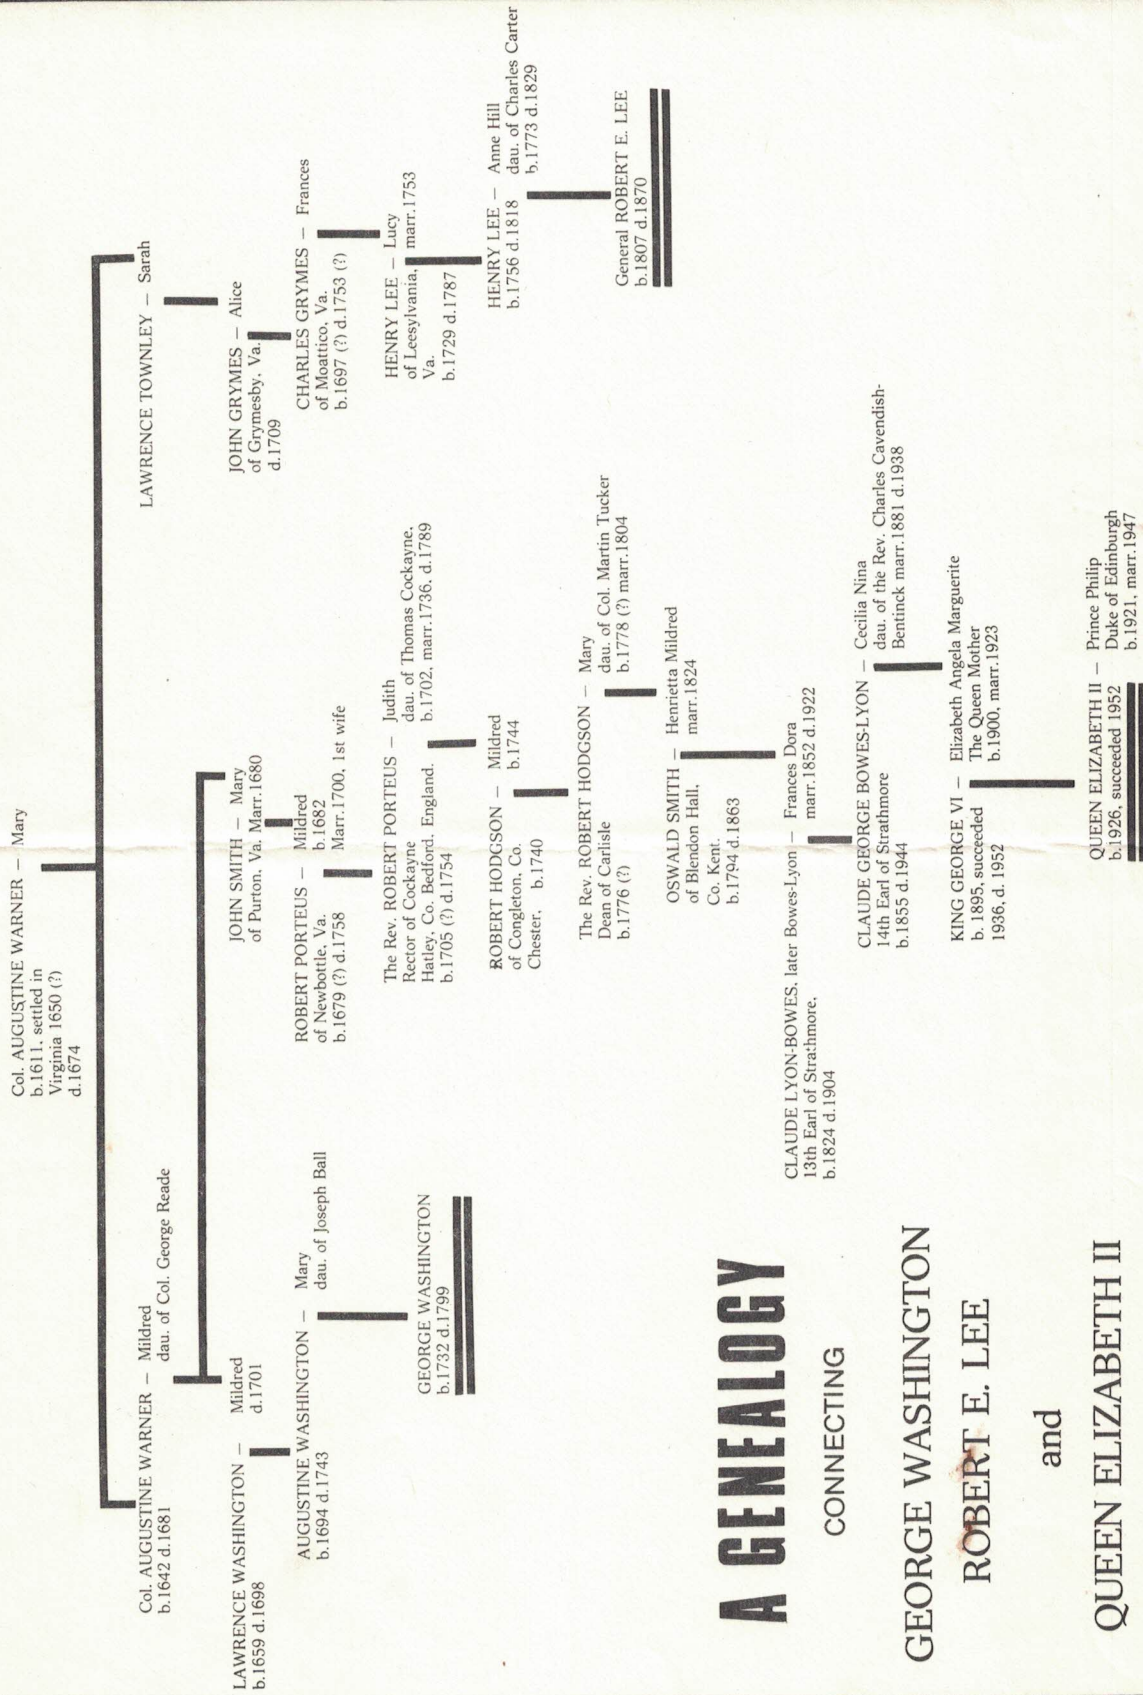 Col. AUGUSTINE WARNER – Mary
b.1611, settled in
Virginia 1650 (?)
d.1674
Col. AUGUSTINE WARNER – Mildred
b.1642 d.1681
dau. of Col. George Reade
LAWRENCE TOWNLEY – Sarah
LAWRENCE WASHINGTON – Mildred
b.1659 d.1698
d.1701
JOHN SMITH – Mary
of Purton, Va. Marr.1680
JOHN GRYMES – Alice
of Grymesby, Va.
d.1709
AUGUSTINE WASHINGTON – Mary
b.1694 d.1743
dau. of Joseph Ball
ROBERT PORTEUS – Mildred
of Newbottle, Va.
b.1682
b.1679 (?) d.1758
Marr.1700, 1st wife
CHARLES GRYMES – Frances
of Moattico, Va.
b.1697 (?) d.1753 (?)
GEORGE WASHINGTON
b.1732 d.1799
The Rev. ROBERT PORTEUS – Judith
Rector of Cockayne
dau. of Thomas Cockayne,
Hatley, Co. Bedford, England.
b.1702, marr.1736, d.1789
b.1705 (?) d.1754
HENRY LEE – Lucy
of Leesylvania,
marr.1753
Va.
b.1729 d.1787
ROBERT HODGSON – Mildred
of Congleton, Co.
b.1744
Chester, b.1740
HENRY LEE – Anne Hill
b.1756 d.1818
dau. of Charles Carter
b.1773 d.1829
The Rev. ROBERT HODGSON – Mary
Dean of Carlisle
dau. of Col. Martin Tucker
b.1776 (?)
b.1778 (?) marr.1804
General ROBERT E. LEE
b.1807 d.1870
OSWALD SMITH – Henrietta Mildred
of Blendon Hall,
marr.1824
Co. Kent.
b.1794 d.1863
CLAUDE LYON-BOWES, later Bowes-Lyon – Frances Dora
13th Earl of Strathmore,
marr.1852 d.1922
b.1824 d.1904
CLAUDE GEORGE BOWES-LYON – Cecilia Nina
14th Earl of Strathmore
dau. of the Rev. Charles Cavendish-
b.1855 d.1944
Bentinck marr.1881 d.1938
KING GEORGE VI – Elizabeth Angela Marguerite
b. 1895, succeeded
The Queen Mother
1936, d. 1952
b.1900, marr.1923
QUEEN ELIZABETH II – Prince Philip
b.1926, succeeded 1952
Duke of Edinburgh
b.1921, marr.1947
A GENEALOGY
CONNECTING
GEORGE WASHINGTON
ROBERT E. LEE
and
QUEEN ELIZABETH II